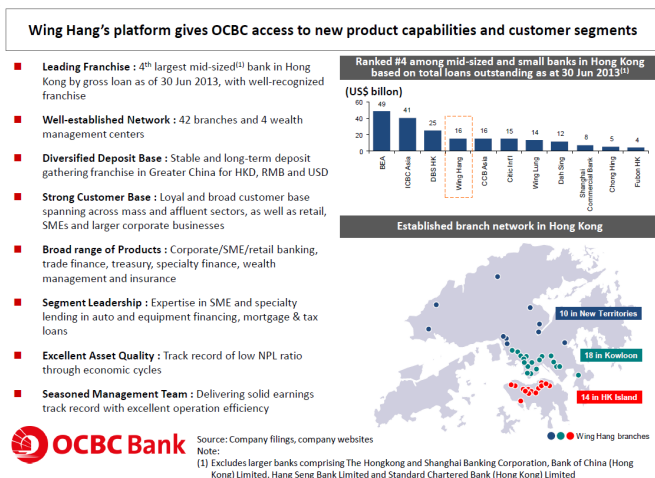 Wing Hang’s platform gives OCBC access to new product capabilities and customer segments
Leading Franchise : 4th largest mid-sized(1) bank in Hong
Kong by gross loan as of 30 Jun 2013, with well-recognized
franchise
Well-established Network : 42 branches and 4 wealth
management centers
Diversified Deposit Base : Stable and long-term deposit
gathering franchise in Greater China for HKD, RMB and USD
Strong Customer Base : Loyal and broad customer base
spanning across mass and affluent sectors, as well as retail,
SMEs and larger corporate businesses
Broad range of Products : Corporate/SME/retail banking,
trade finance, treasury, specialty finance, wealth
management and insurance
Segment Leadership : Expertise in SME and specialty
lending in auto and equipment financing, mortgage & tax
loans
Excellent Asset Quality : Track record of low NPL ratio
through economic cycles
Seasoned Management Team : Delivering solid earnings
track record with excellent operation efficiency
Ranked #4 among mid-sized and small banks in Hong Kong
based on total loans outstanding as at 30 Jun 2013(1)
(US$ billon)
60
40
20
0
49
41
25
16
16
15
14
12
8
5
4
BEA
ICBC Asia
DBS HK
Wing Hang
CCB Asia
Citic Int'l
Wing Lung
Dah Sing
Shanghai
Commercial Bank
Chong Hing
Fubon HK
Established branch network in Hong Kong
10 in New Territories
18 in Kowloon
14 in HK Island
Wing Hang branches
OCBC Bank
Source: Company filings, company websites
Note:
(1) Excludes larger banks comprising The Hongkong and Shanghai Banking Corporation, Bank of China (Hong
Kong) Limited, Hang Seng Bank Limited and Standard Chartered Bank (Hong Kong) Limited